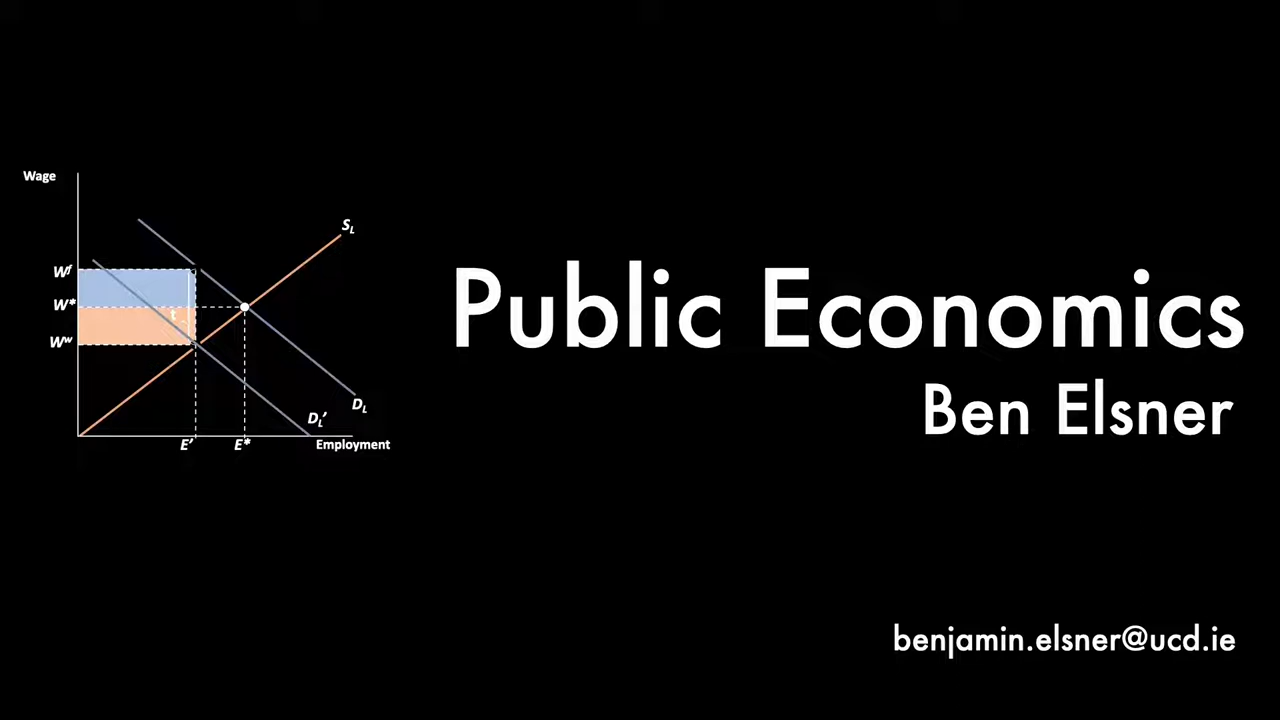 Wage
S_L
Wᶠ
W*
t
Wʷ
D_L
D_L’
E’
E*
Employment
Public Economics
Ben Elsner
benjamin.elsner@ucd.ie